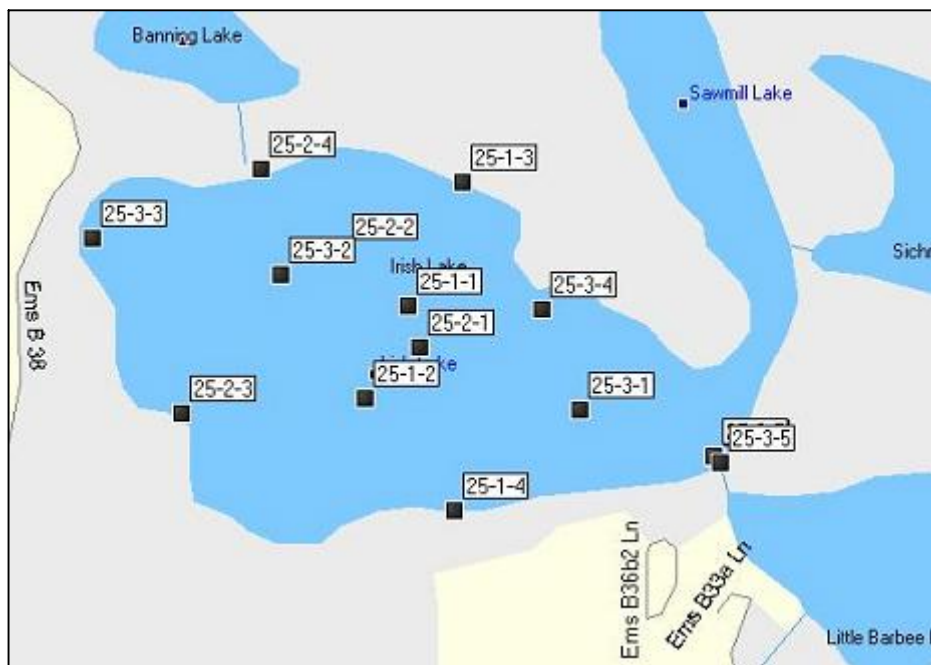 Banning Lake
Sawmill Lake
25-2-4
25-1-3
25-3-3
25-2-2
25-3-2
Irish Lake
25-1-1
25-3-4
25-2-1
25-1-2
25-2-3
25-3-1
25-3-5
25-1-4
Ems B 38
Ems B36b2 Ln
Ems B33a Ln
Little Barbee